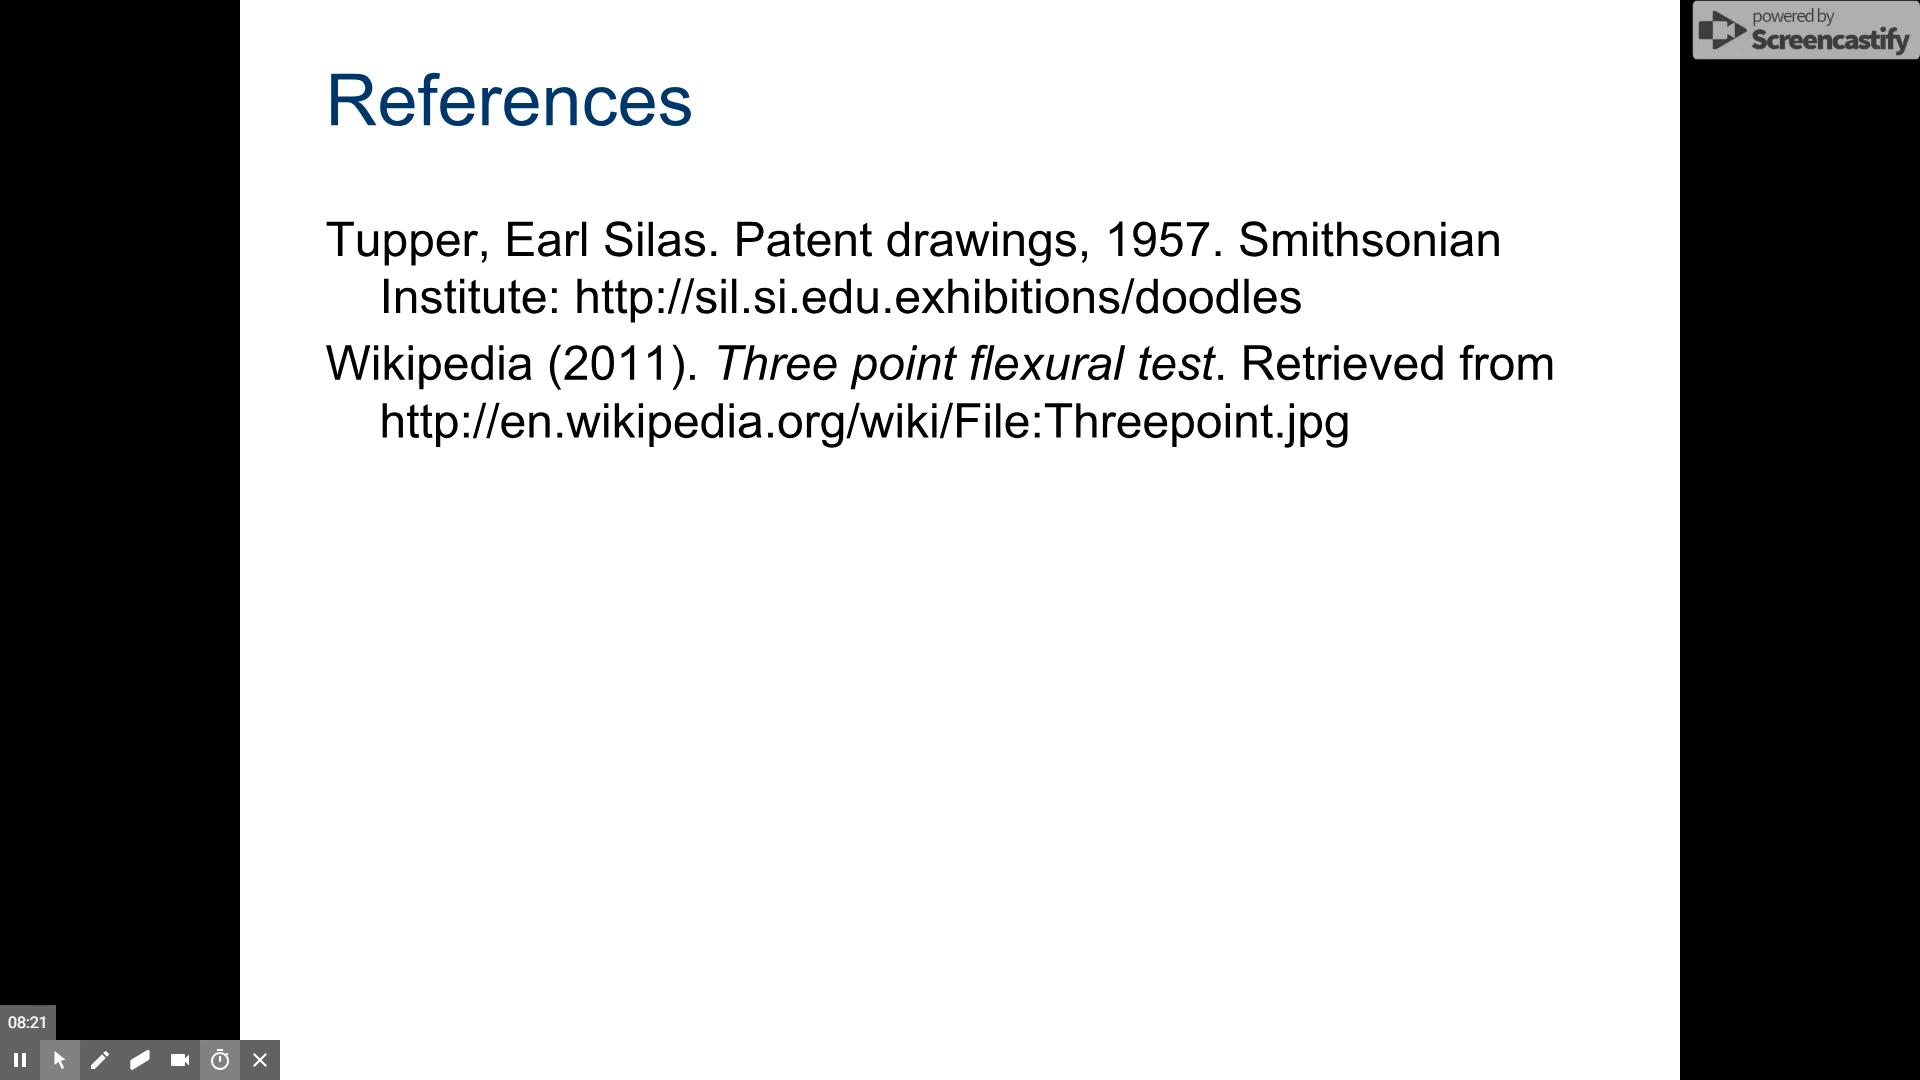 powered by
Screencastify
References
Tupper, Earl Silas. Patent drawings, 1957. Smithsonian
Institute: http://sil.si.edu.exhibitions/doodles
Wikipedia (2011). Three point flexural test. Retrieved from
http://en.wikipedia.org/wiki/File:Threepoint.jpg
08:21